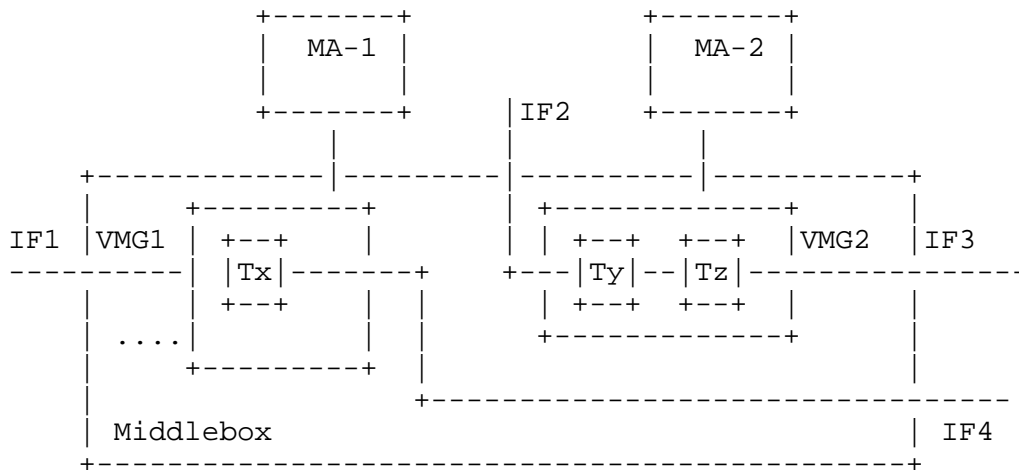 MA-1 MA-2
IF2
IF1 VMG1 VMG2 IF3
Tx Ty Tz
....
Middlebox IF4